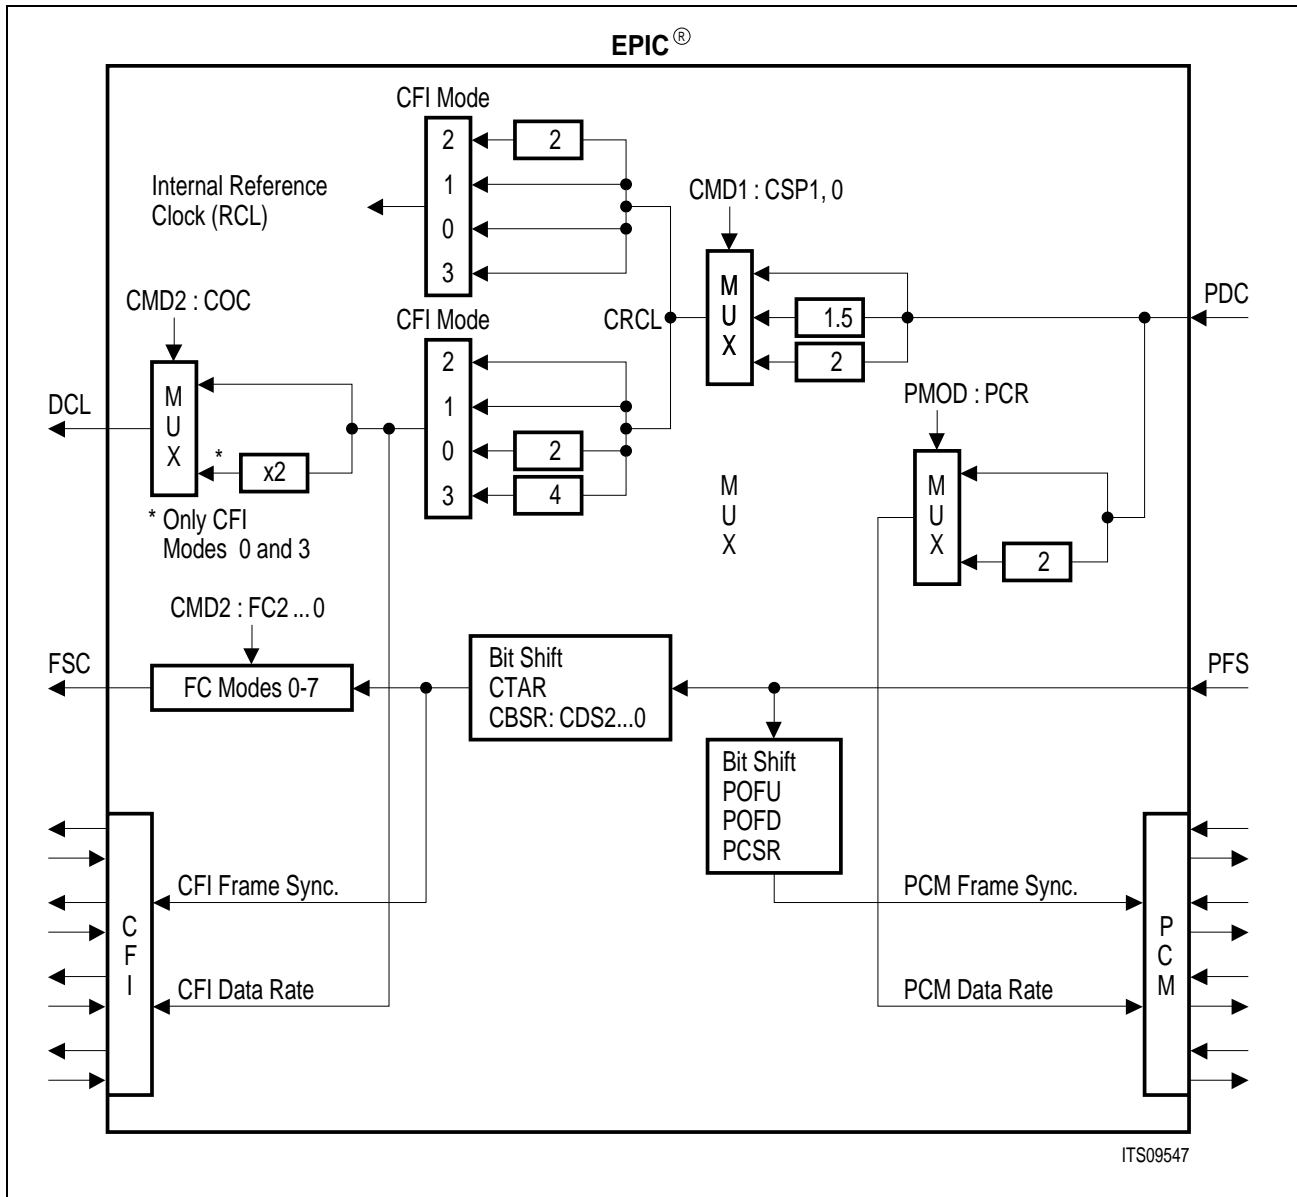 EPIC ®
CFI Mode
2 2
1
0
3
Internal Reference
Clock (RCL)
CMD1 : CSP1, 0
M
U
X
1.5
2
PDC
CMD2 : COC
M
U
X
DCL
*
x2
* Only CFI
Modes 0 and 3
CFI Mode
2
1
0 2
3 4
CRCL
PMOD : PCR
M
U
X
2
M
U
X
CMD2 : FC2 ... 0
FSC
FC Modes 0-7
Bit Shift
CTAR
CBSR: CDS2...0
PFS
Bit Shift
POFU
POFD
PCSR
CFI Frame Sync.
CFI Data Rate
C
F
I
PCM Frame Sync.
PCM Data Rate
P
C
M
ITS09547